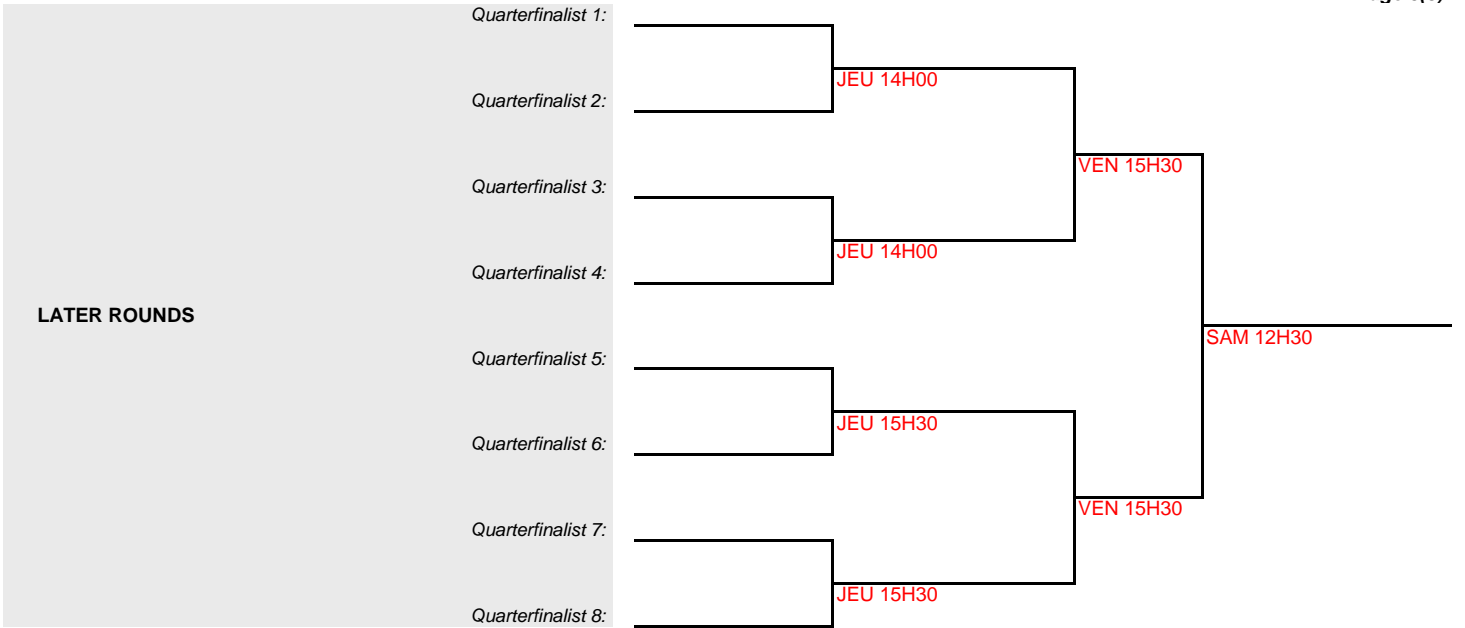 Quarterfinalist 1:
JEU 14H00
Quarterfinalist 2:
VEN 15H30
Quarterfinalist 3:
JEU 14H00
Quarterfinalist 4:
LATER ROUNDS
SAM 12H30
Quarterfinalist 5:
JEU 15H30
Quarterfinalist 6:
VEN 15H30
Quarterfinalist 7:
JEU 15H30
Quarterfinalist 8: